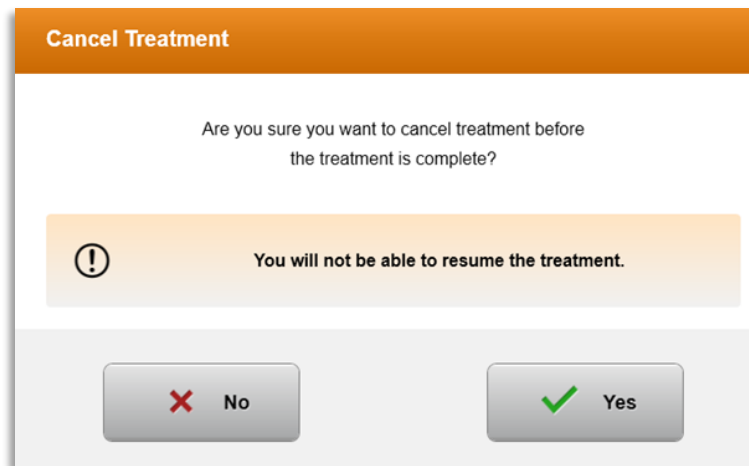 Cancel Treatment
Are you sure you want to cancel treatment before
the treatment is complete?
You will not be able to resume the treatment.
No
Yes